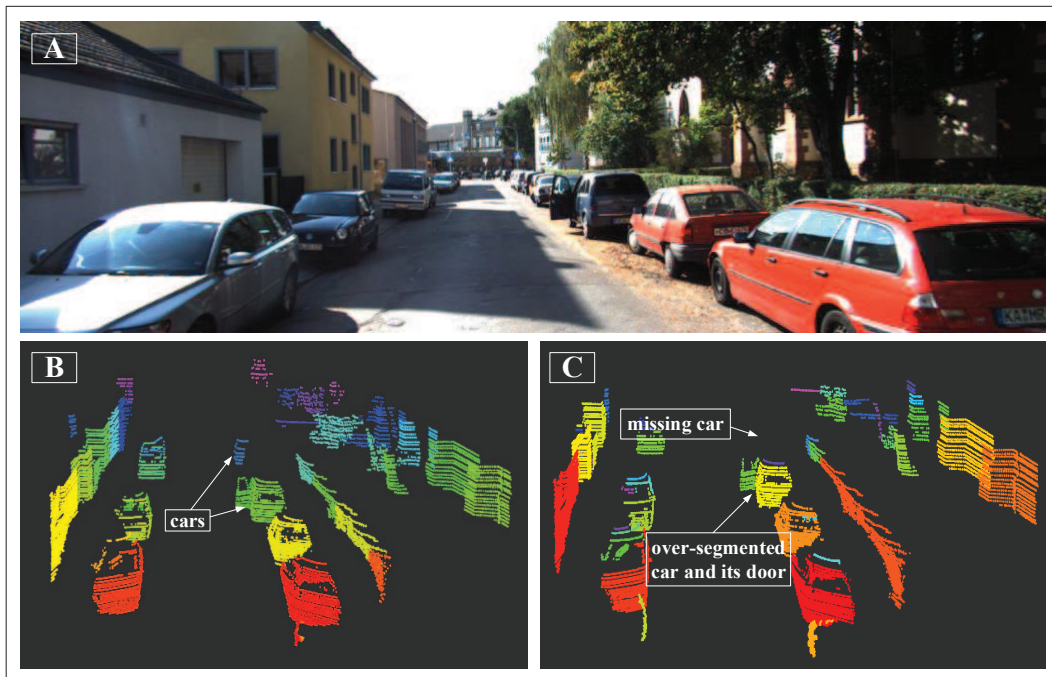 A
B
cars
C
missing car
over-segmented
car and its door